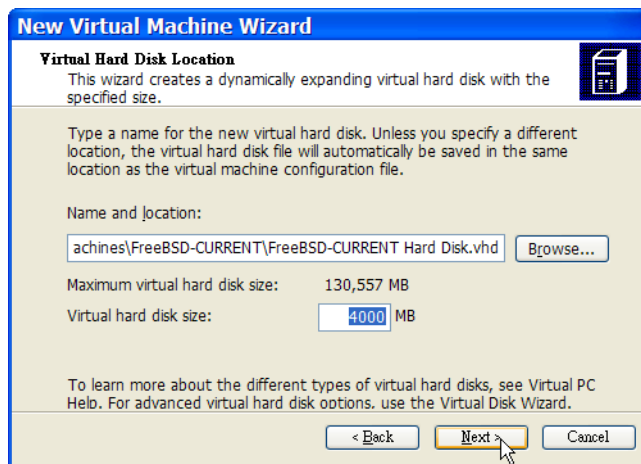 New Virtual Machine Wizard
Virtual Hard Disk Location
This wizard creates a dynamically expanding virtual hard disk with the
specified size.
Type a name for the new virtual hard disk. Unless you specify a different
location, the virtual hard disk file will automatically be saved in the same
location as the virtual machine configuration file.
Name and location:
achines\FreeBSD-CURRENT\FreeBSD-CURRENT Hard Disk.vhd Browse...
Maximum virtual hard disk size: 130,557 MB
Virtual hard disk size: 4000 MB
To learn more about the different types of virtual hard disks, see Virtual PC
Help. For advanced virtual hard disk options, use the Virtual Disk Wizard.
< Back Next > Cancel